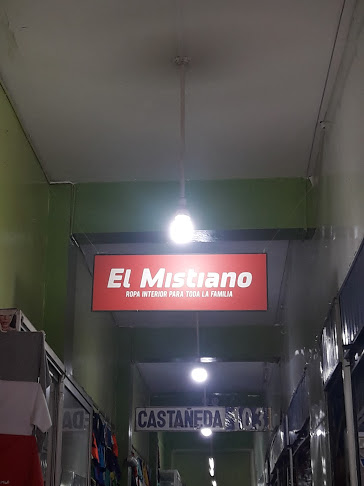 El Mistiano
ROPA INTERIOR PARA TODA LA FAMILIA
CASTAÑEDA 103